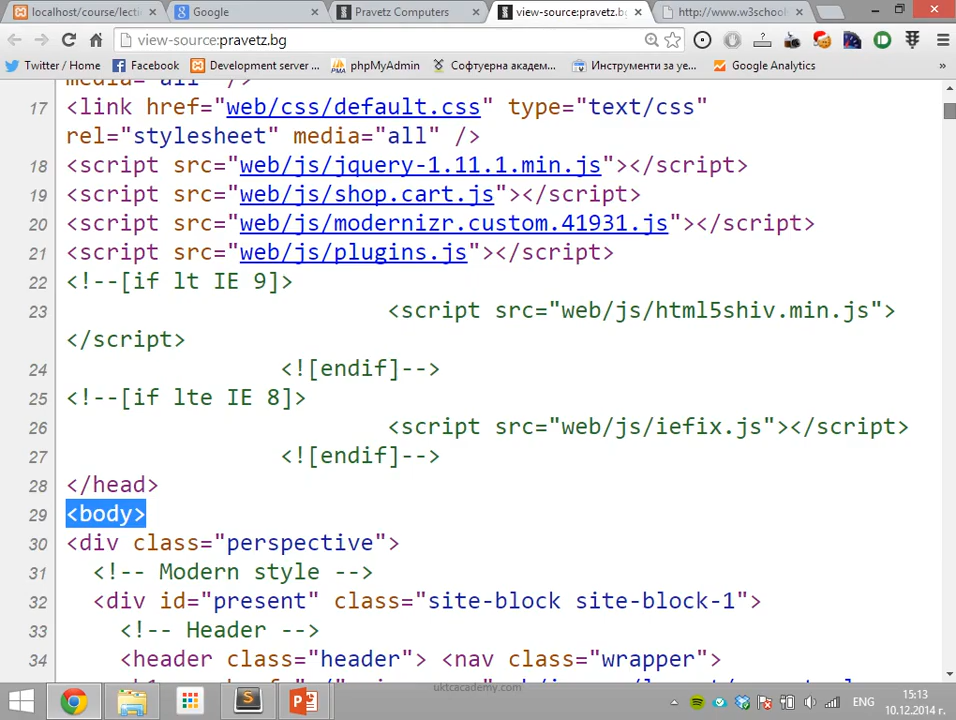 localhost/course/lecti
Google
Pravetz Computers
view-source:pravetz.bg
http://www.w3school
view-source:pravetz.bg
Twitter / Home
Facebook
Development server ...
phpMyAdmin
Софтуерна академ...
Инструменти за уе...
Google Analytics
»
media="all" />
17 <link href="web/css/default.css" type="text/css"
rel="stylesheet" media="all" />
18 <script src="web/js/jquery-1.11.1.min.js"></script>
19 <script src="web/js/shop.cart.js"></script>
20 <script src="web/js/modernizr.custom.41931.js"></script>
21 <script src="web/js/plugins.js"></script>
22 <!--[if lt IE 9]>
23 <script src="web/js/html5shiv.min.js">
</script>
24 <![endif]-->
25 <!--[if lte IE 8]>
26 <script src="web/js/iefix.js"></script>
27 <![endif]-->
28 </head>
29 <body>
30 <div class="perspective">
31 <!-- Modern style -->
32 <div id="present" class="site-block site-block-1">
33 <!-- Header -->
34 <header class="header"> <nav class="wrapper">
uktcacademy.com
ENG
15:13
10.12.2014 г.